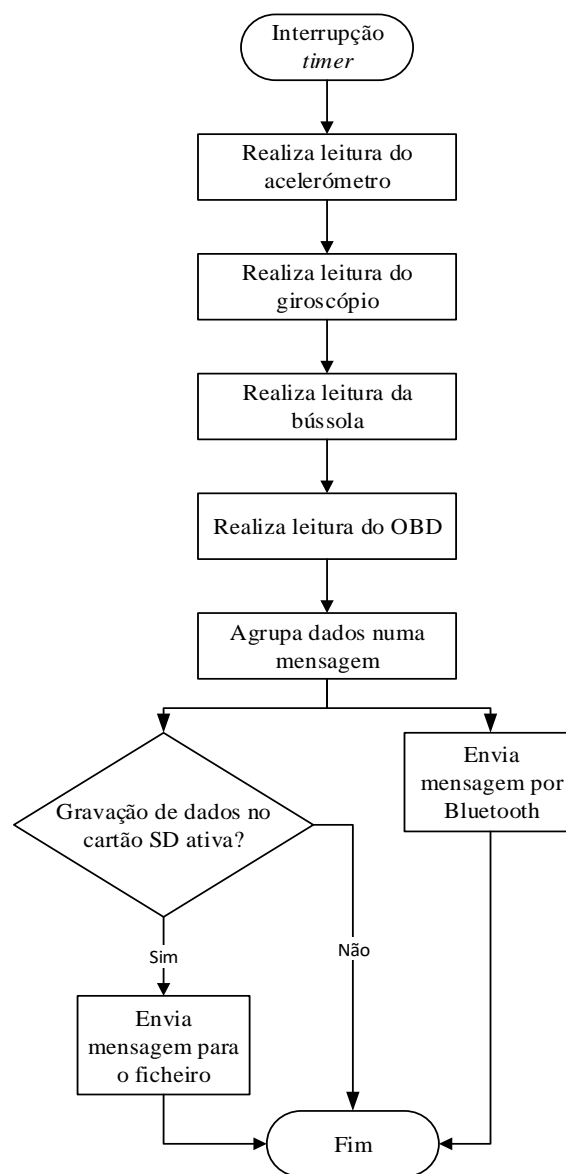 Interrupção
timer
Realiza leitura do
acelerómetro
Realiza leitura do
giroscópio
Realiza leitura da
bússola
Realiza leitura do OBD
Agrupa dados numa
mensagem
Gravação de dados no
cartão SD ativa?
Envia
mensagem por
Bluetooth
Sim
Não
Envia
mensagem para
o ficheiro
Fim